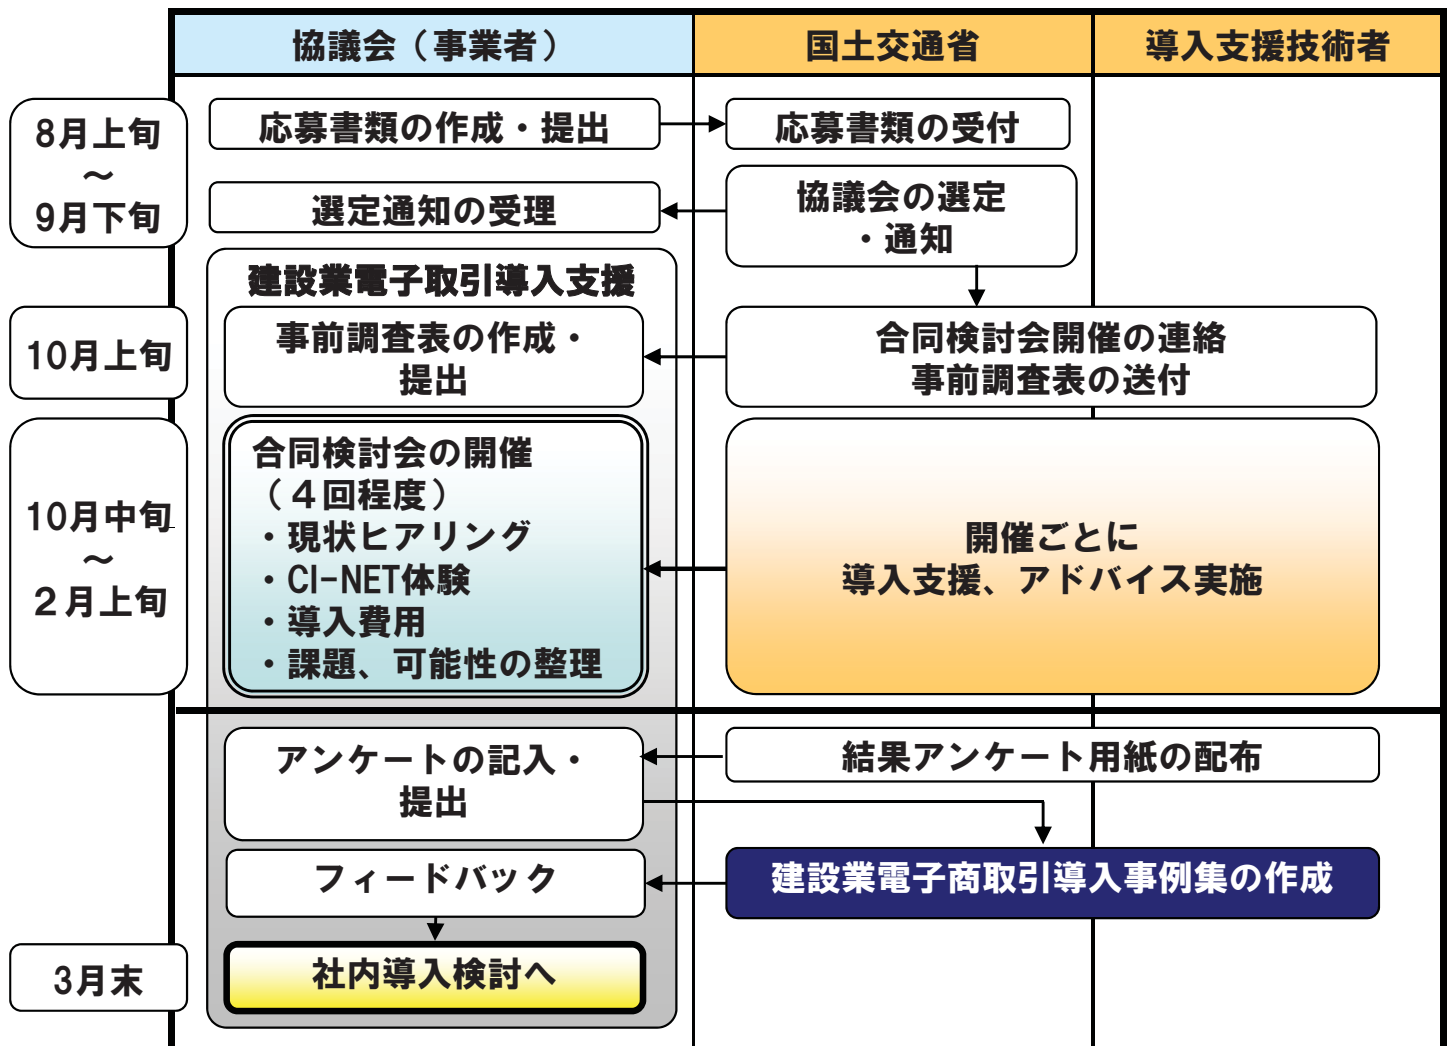 協議会（事業者）
国土交通省
導入支援技術者
8月上旬
～
9月下旬
応募書類の作成・提出
応募書類の受付
選定通知の受理
協議会の選定
・通知
建設業電子取引導入支援
10月上旬
事前調査表の作成・
提出
合同検討会開催の連絡
事前調査表の送付
10月中旬
～
２月上旬
合同検討会の開催
（４回程度）
・現状ヒアリング
・CI-NET体験
・導入費用
・課題、可能性の整理
開催ごとに
導入支援、アドバイス実施
アンケートの記入・
提出
結果アンケート用紙の配布
フィードバック
建設業電子商取引導入事例集の作成
3月末
社内導入検討へ